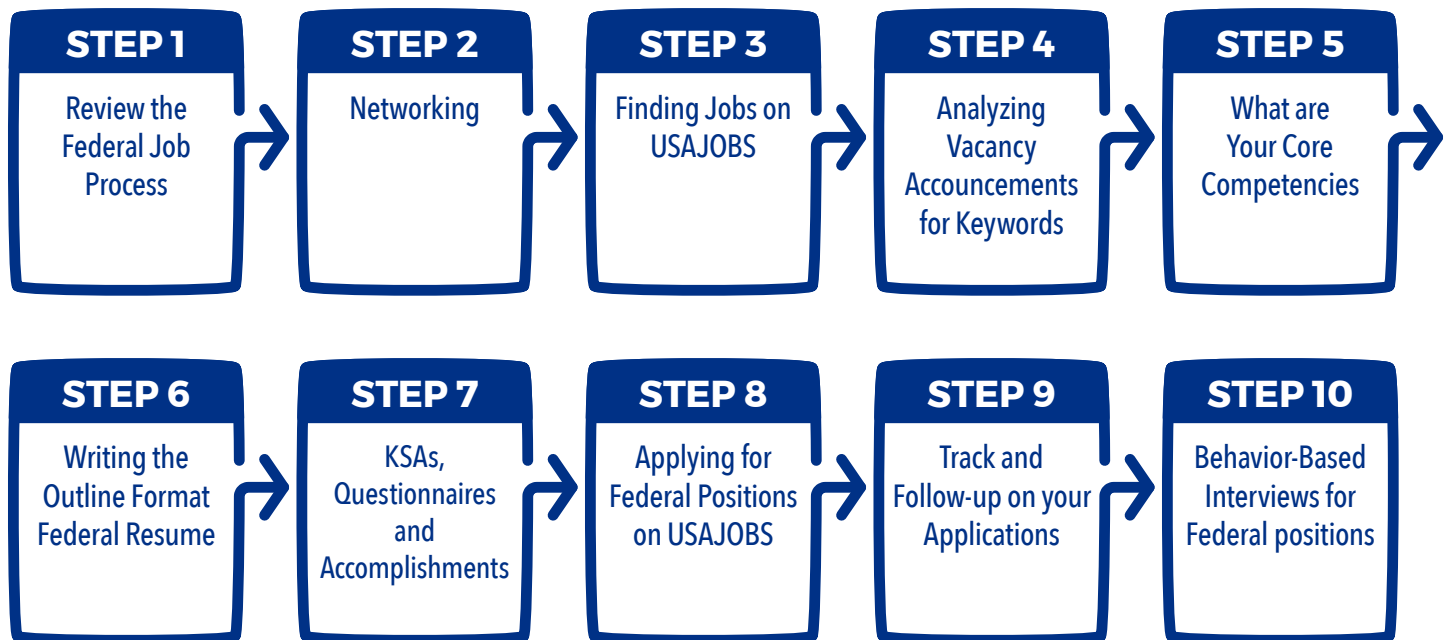 STEP 1
Review the
Federal Job
Process
STEP 2
Networking
STEP 3
Finding Jobs on
USAJOBS
STEP 4
Analyzing
Vacancy
Accouncements
for Keywords
STEP 5
What are
Your Core
Competencies
STEP 6
Writing the
Outline Format
Federal Resume
STEP 7
KSAs,
Questionnaires
and
Accomplishments
STEP 8
Applying for
Federal Positions
on USAJOBS
STEP 9
Track and
Follow-up on your
Applications
STEP 10
Behavior-Based
Interviews for
Federal positions